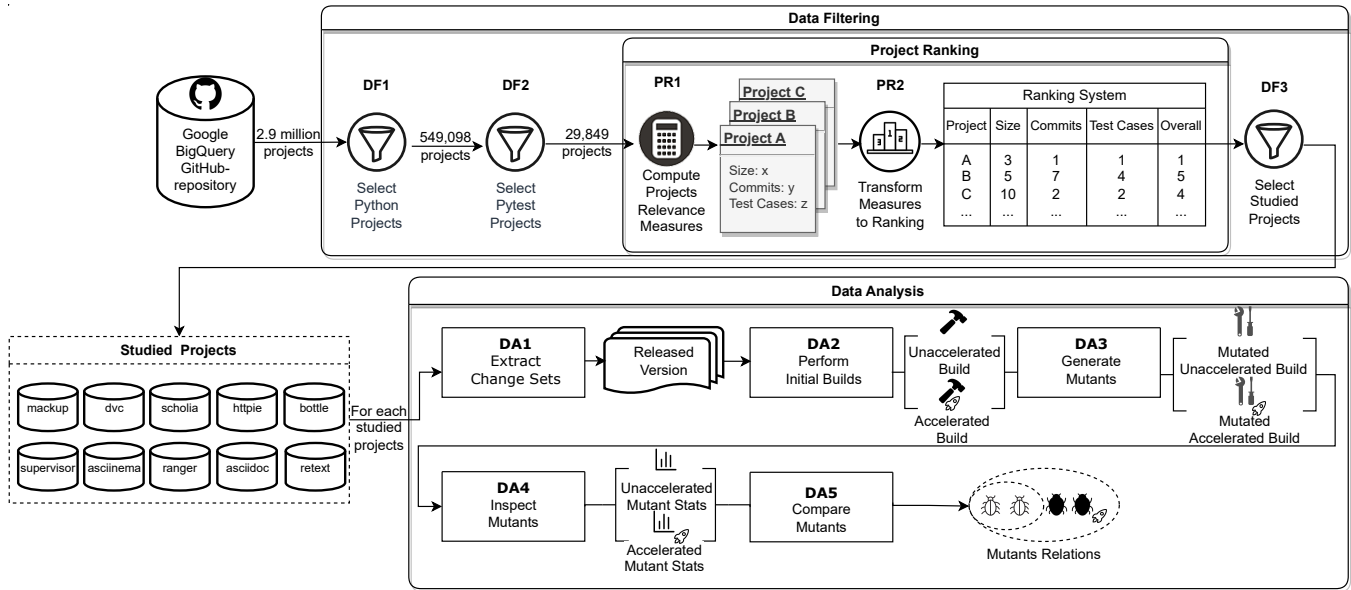 Data Filtering
Project Ranking
Google
BigQuery
GitHub-
repository
2.9 million
projects
DF1
Select
Python
Projects
549,098
projects
DF2
Select
Pytest
Projects
29,849
projects
PR1
Compute
Projects
Relevance
Measures
Project C
Project B
Project A
Size: x
Commits: y
Test Cases: z
PR2
3 1 2
Transform
Measures
to Ranking
Ranking System
Project Size Commits Test Cases Overall
A 3 1 1 1
B 5 7 4 5
C 10 2 2 4
... ... ... ... ...
DF3
Select
Studied
Projects
Studied Projects
mackup dvc scholia httpie bottle
supervisor asciinema ranger asciidoc retext
For each
studied
projects
Data Analysis
DA1
Extract
Change Sets
Released
Version
DA2
Perform
Initial Builds
Unaccelerated
Build
Accelerated
Build
DA3
Generate
Mutants
Mutated
Unaccelerated Build
Mutated
Accelerated Build
DA4
Inspect
Mutants
Unaccelerated
Mutant Stats
Accelerated
Mutant Stats
DA5
Compare
Mutants
Mutants Relations